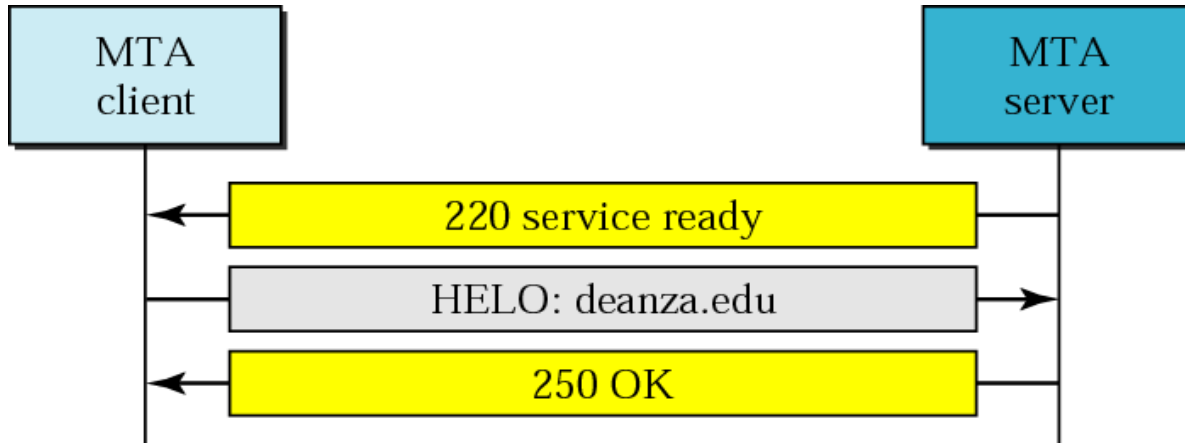 MTA
client
MTA
server
220 service ready
HELO: deanza.edu
250 OK